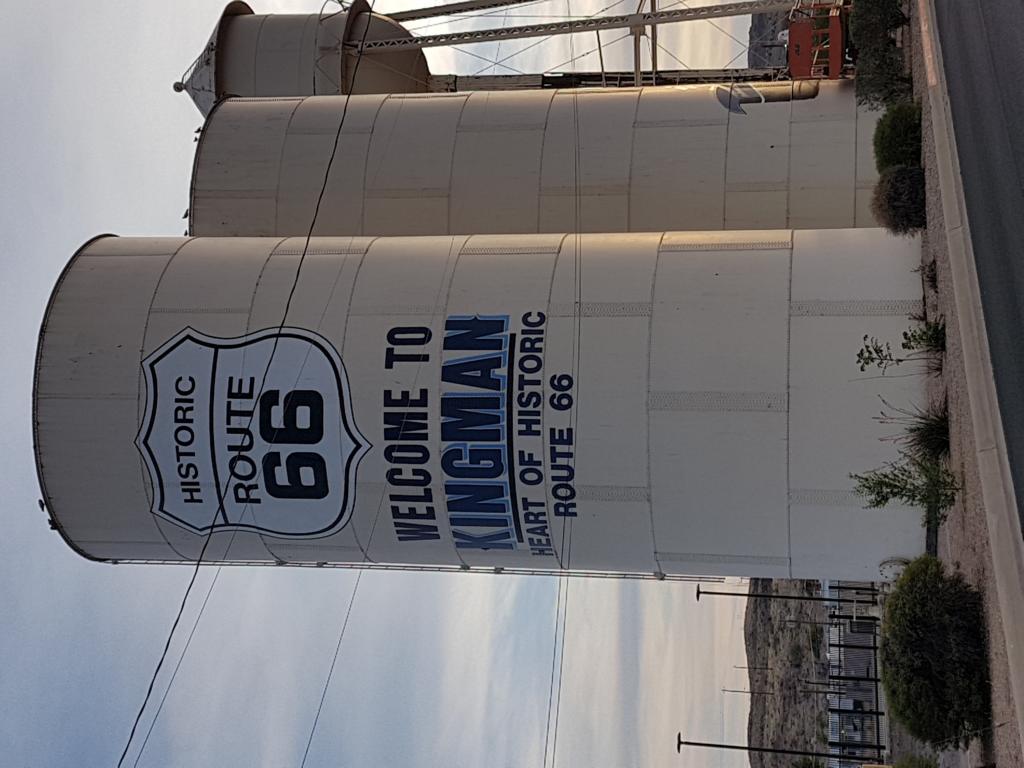 HISTORIC
ROUTE
66
WELCOME TO
KINGMAN
HEART OF HISTORIC
ROUTE 66